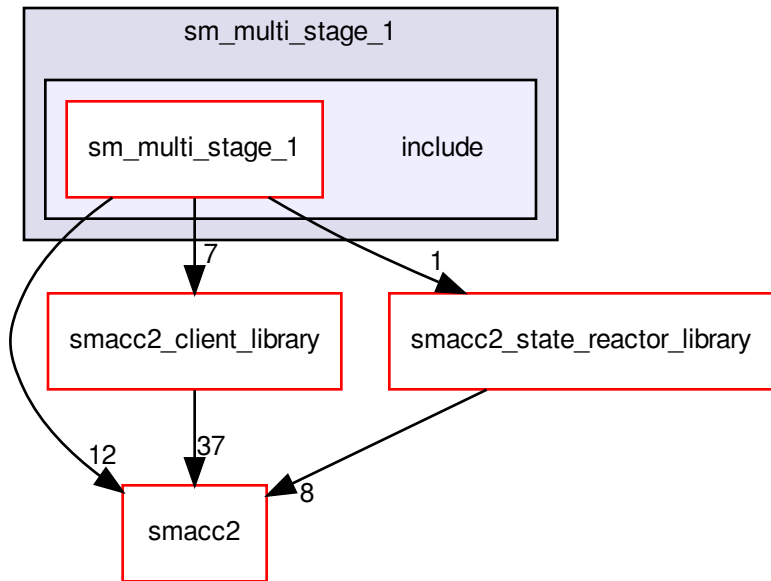 sm_multi_stage_1
sm_multi_stage_1
include
7
1
smacc2_client_library
smacc2_state_reactor_library
12
37
8
smacc2